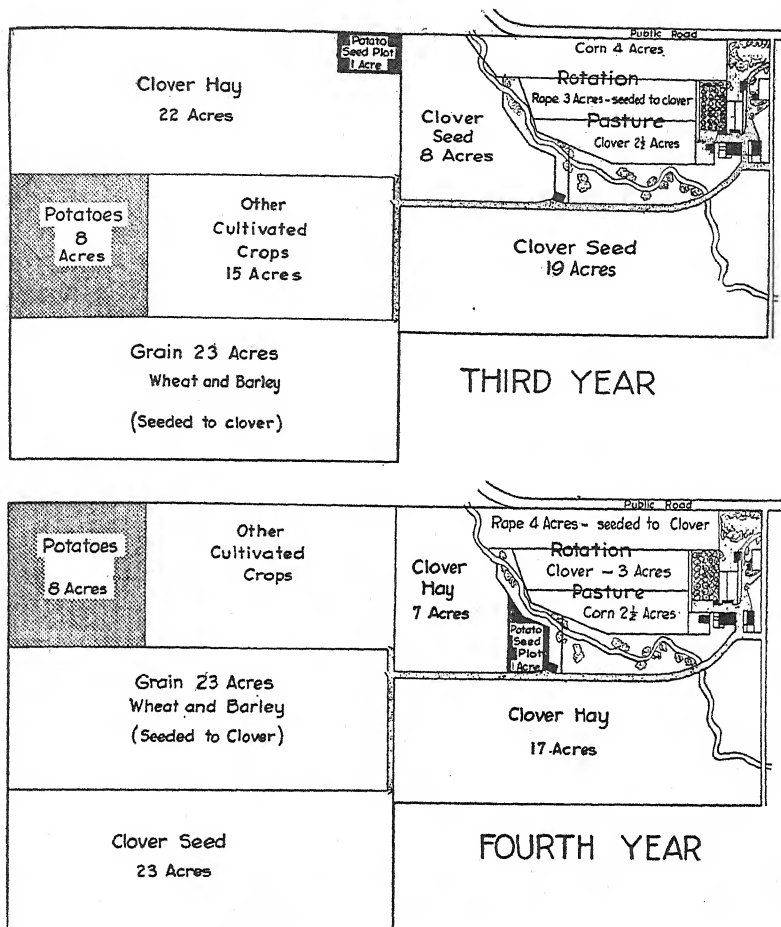 Public Road
Potato
Seed Plot
1 Acre
Corn 4 Acres
Clover Hay
22 Acres
Rotation
Rape 3 Acres - seeded to clover
Pasture
Clover 2½ Acres
Clover
Seed
8 Acres
Potatoes
8
Acres
Other
Cultivated
Crops
15 Acres
Clover Seed
19 Acres
Grain 23 Acres
Wheat and Barley
(Seeded to clover)
THIRD YEAR
Public Road
Potatoes
8 Acres
Other
Cultivated
Crops
Rape 4 Acres - seeded to Clover
Rotation
Clover - 3 Acres
Pasture
Corn 2½ Acres
Clover
Hay
7 Acres
Potato
Seed
Plot
1 Acre
Grain 23 Acres
Wheat and Barley
(Seeded to Clover)
Clover Hay
17 Acres
Clover Seed
23 Acres
FOURTH YEAR